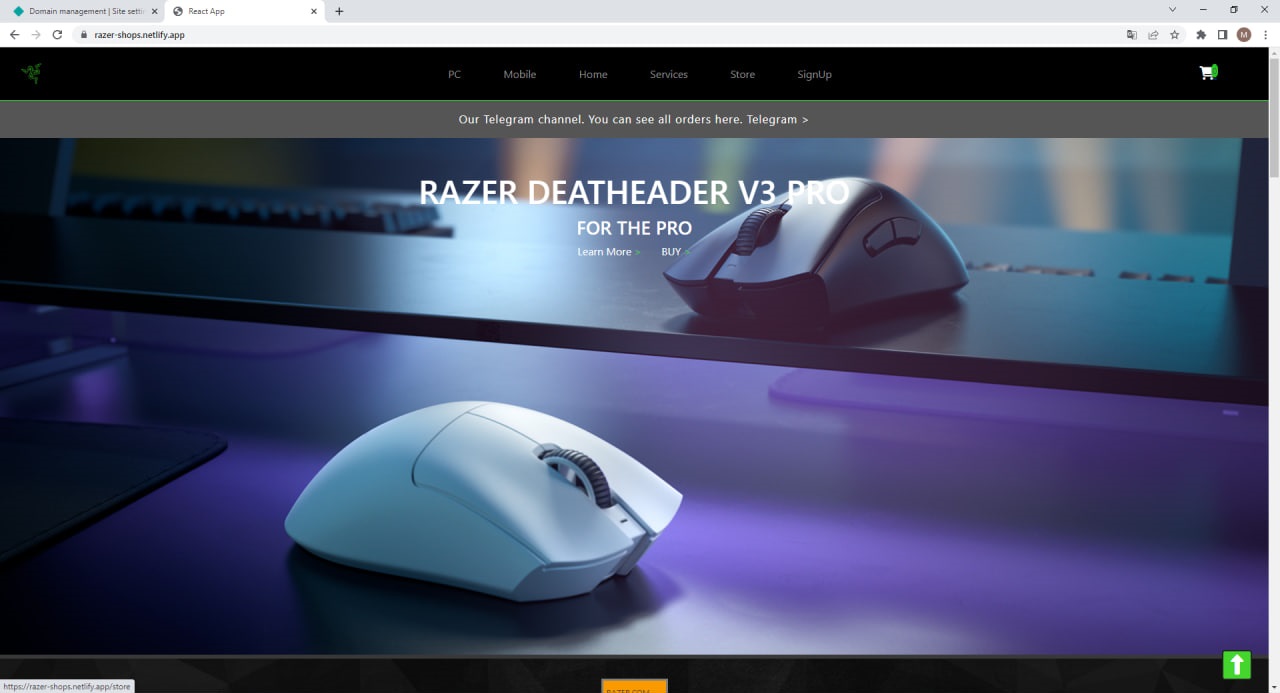 Domain management | Site settin
React App
razer-shops.netlify.app
M
PC Mobile Home Services Store SignUp
Our Telegram channel. You can see all orders here. Telegram >
RAZER DEATHEADER V3 PRO
FOR THE PRO
Learn More > BUY >
https://razer-shops.netlify.app/store
RAZER.COM